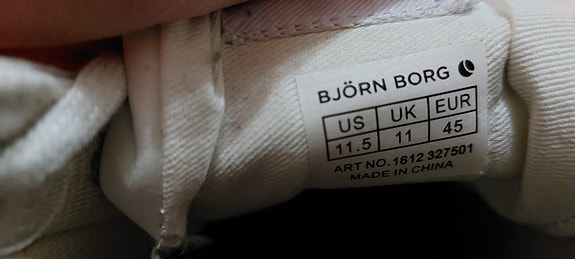 BJÖRN BORG
US UK EUR
11.5 11 45
ART NO.1612 327501
MADE IN CHINA